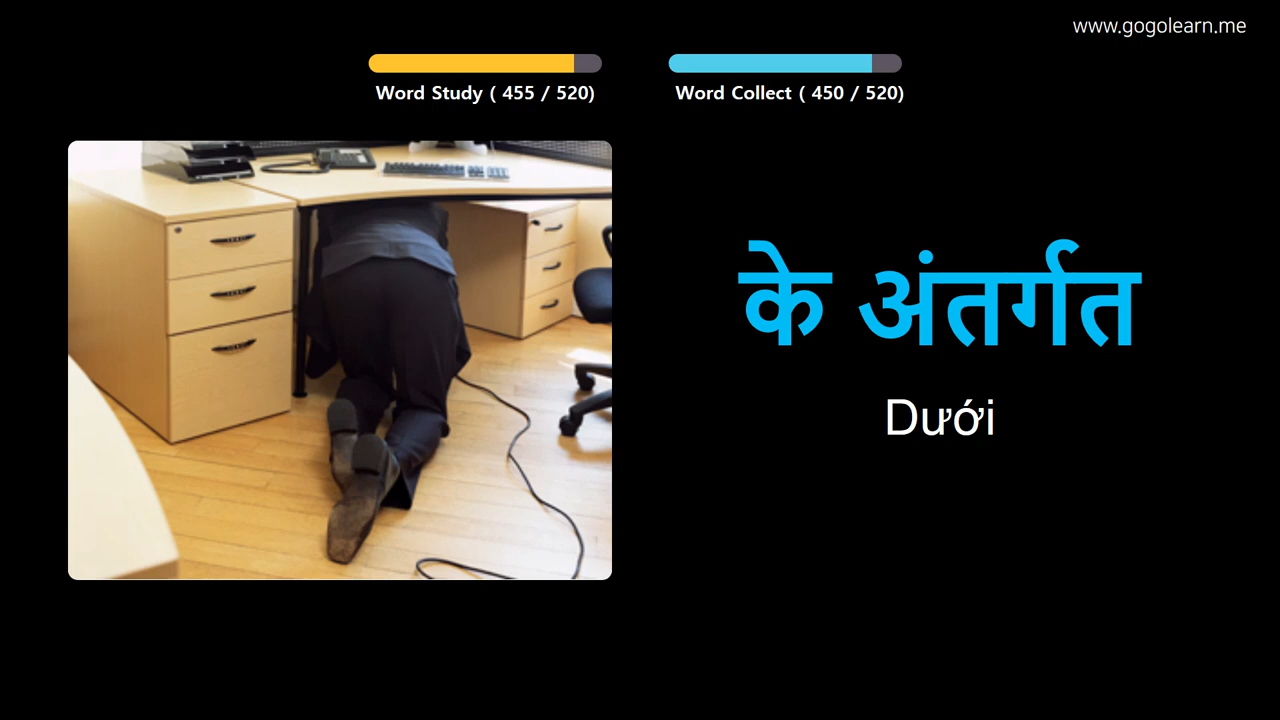 www.gogolearn.me
Word Study ( 455 / 520)
Word Collect ( 450 / 520)
के अंतर्गत
Dưới